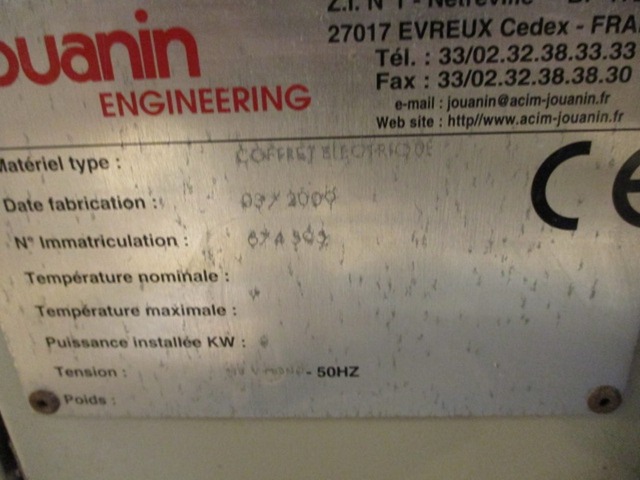 ouanin
ENGINEERING
Z.I. N°1 - Netreville
27017 EVREUX Cedex - FRA
Tél. : 33/02.32.38.33.33
Fax : 33/02.32.38.38.30
e-mail : jouanin@acim-jouanin.fr
Web site : http//www.acim-jouanin.fr
Matériel type : COFFRET ELECTRIQUE
Date fabrication : 03/2000
N° Immatriculation :
Température nominale :
Température maximale :
Puissance installée KW :
Tension : - 50HZ
Poids :
CE